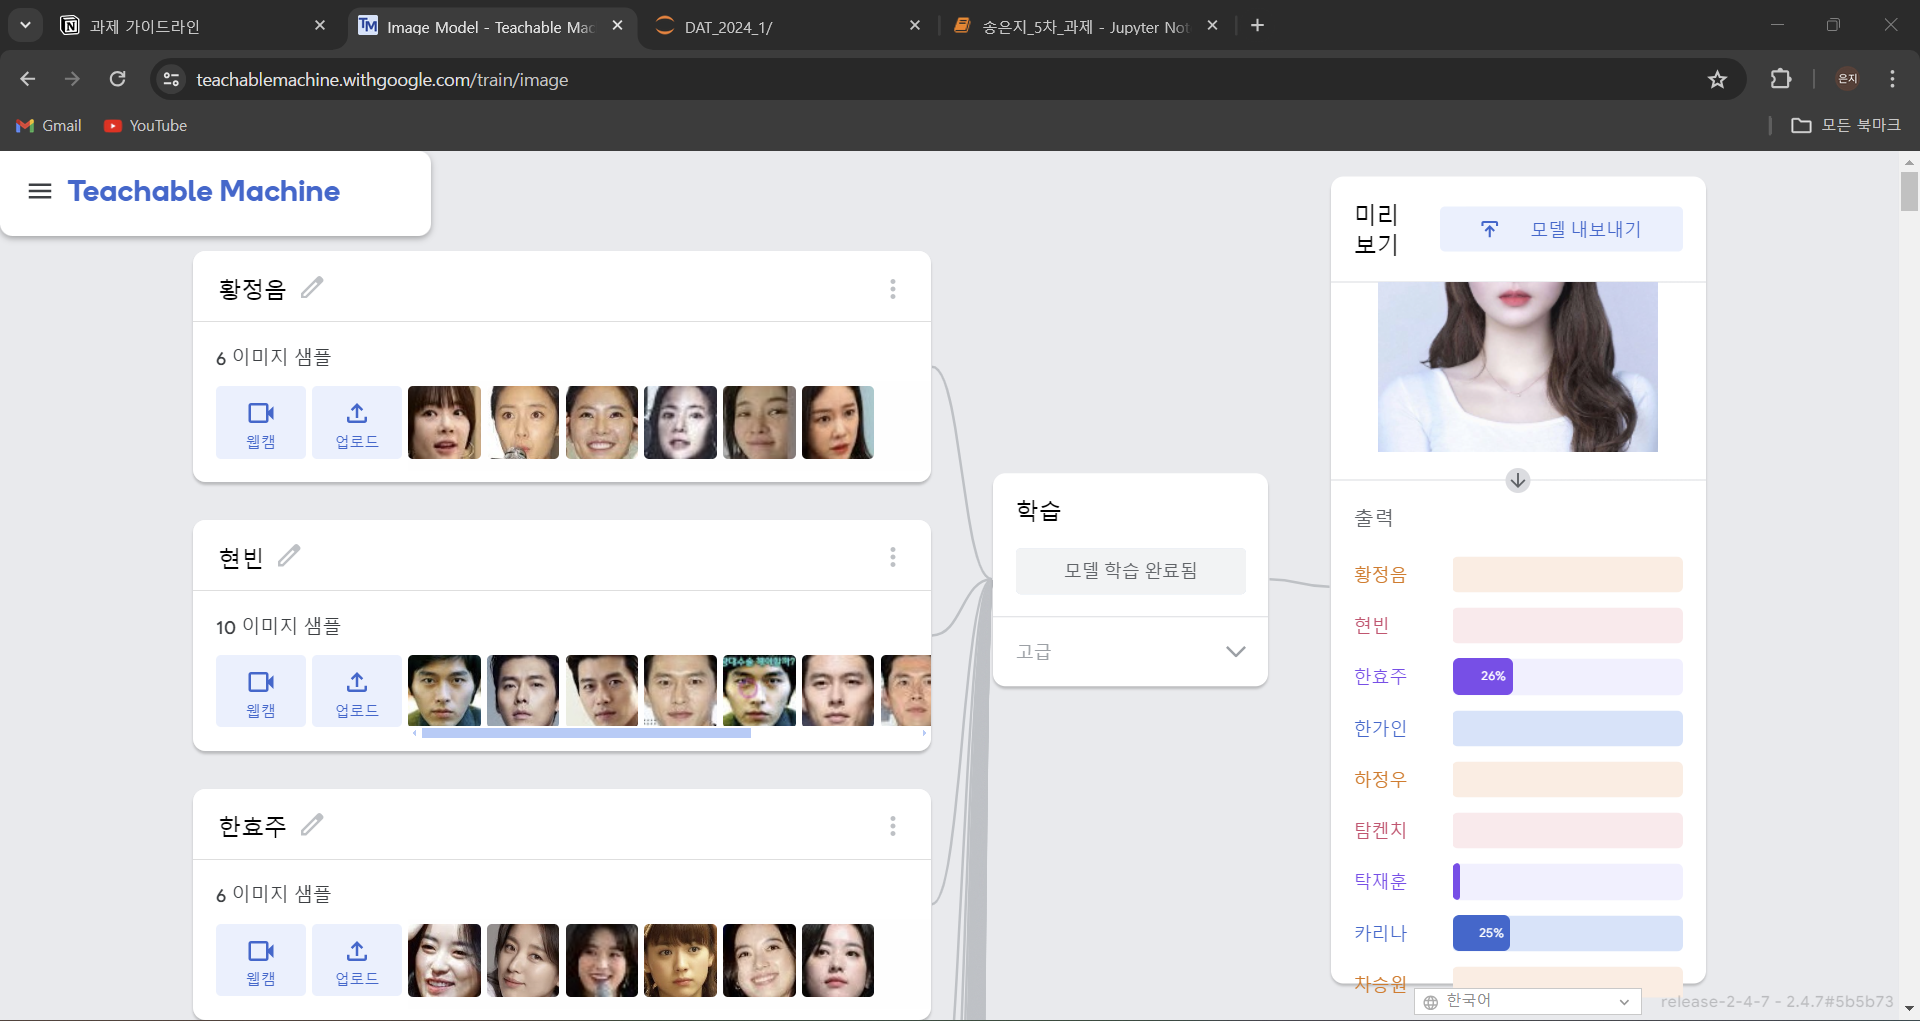 과제 가이드라인
Image Model - Teachable Mac
DAT_2024_1/
송은지_5차_과제 - Jupyter Not
teachablemachine.withgoogle.com/train/image
은지
Gmail
YouTube
모든 북마크
Teachable Machine
황정음
6 이미지 샘플
웹캠
업로드
현빈
10 이미지 샘플
웹캠
업로드
한효주
6 이미지 샘플
웹캠
업로드
학습
모델 학습 완료됨
고급
미리
보기
모델 내보내기
출력
황정음
현빈
한효주
26%
한가인
하정우
탐켄치
탁재훈
카리나
25%
차승원
한국어
release-2-4-7 - 2.4.7#5b5b73